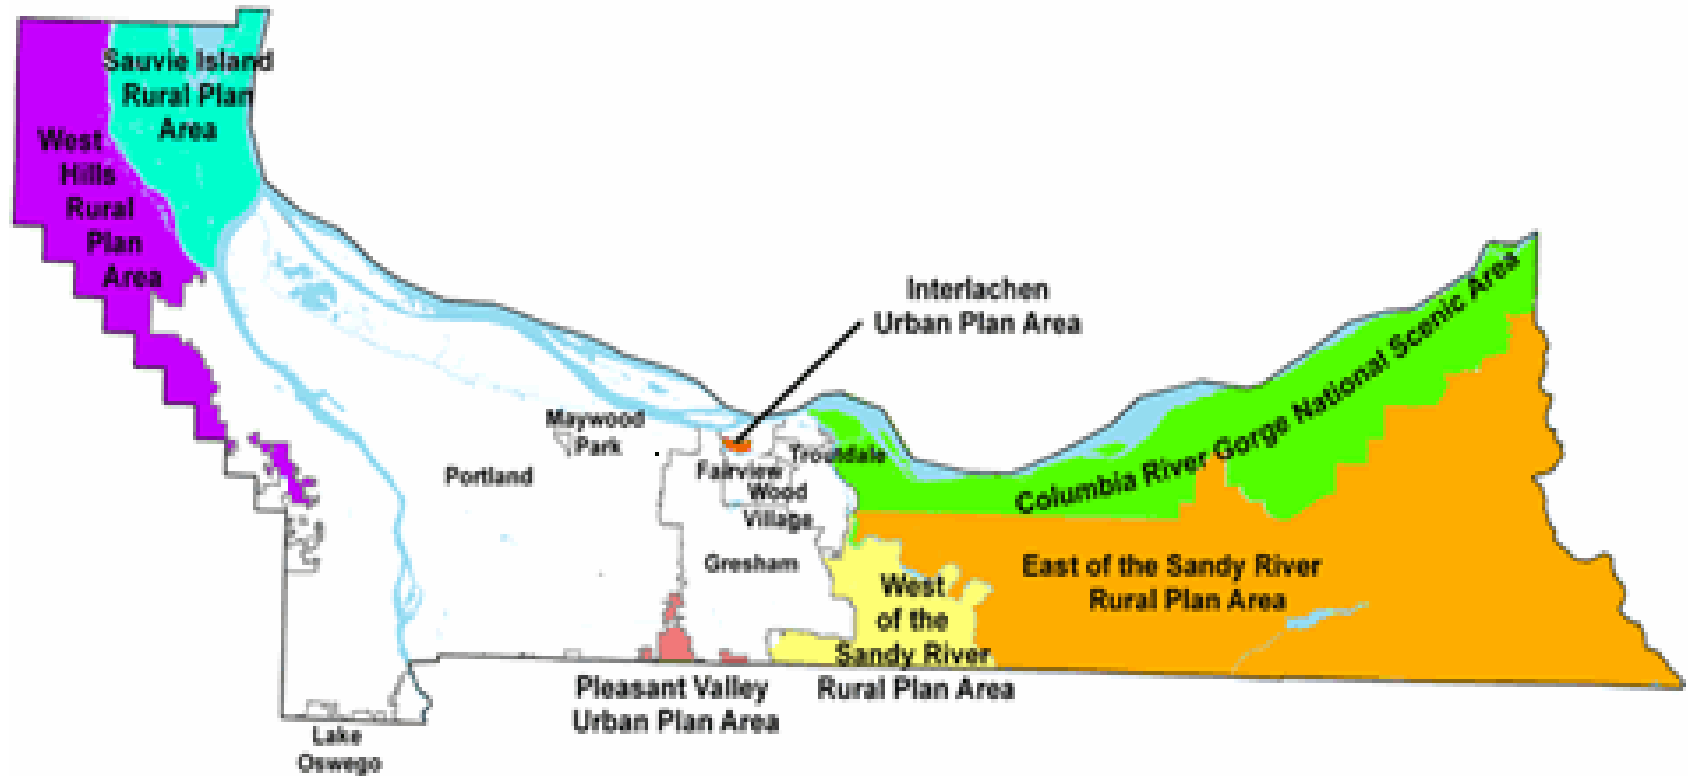 Sauvie Island
Rural Plan
Area
West
Hills
Rural
Plan
Area
Interlachen
Urban Plan Area
Columbia River Gorge National Scenic Area
Maywood
Park
Portland
Troutdale
Fairview
Wood
Village
Gresham
East of the Sandy River
Rural Plan Area
West
of the
Sandy River
Rural Plan Area
Pleasant Valley
Urban Plan Area
Lake
Oswego